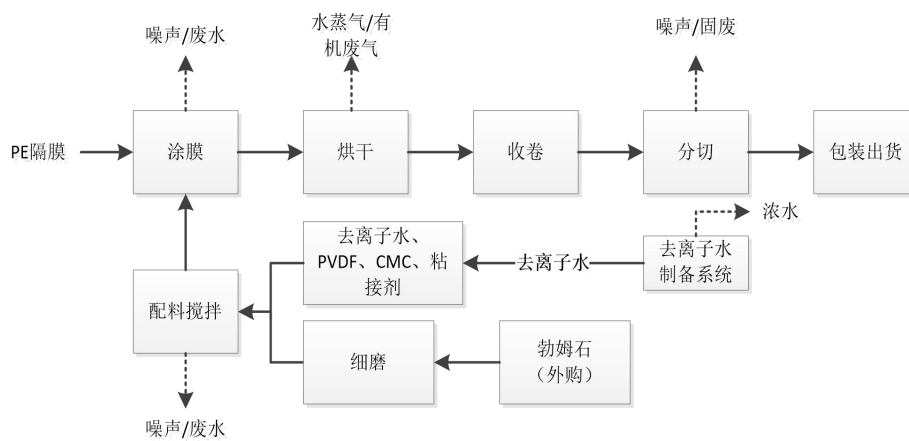 噪声/废水
水蒸气/有
机废气
噪声/固废
PE隔膜
涂膜
烘干
收卷
分切
包装出货
浓水
去离子水、
PVDF、CMC、粘
接剂
去离子水
去离子水
制备系统
配料搅拌
细磨
勃姆石
（外购）
噪声/废水